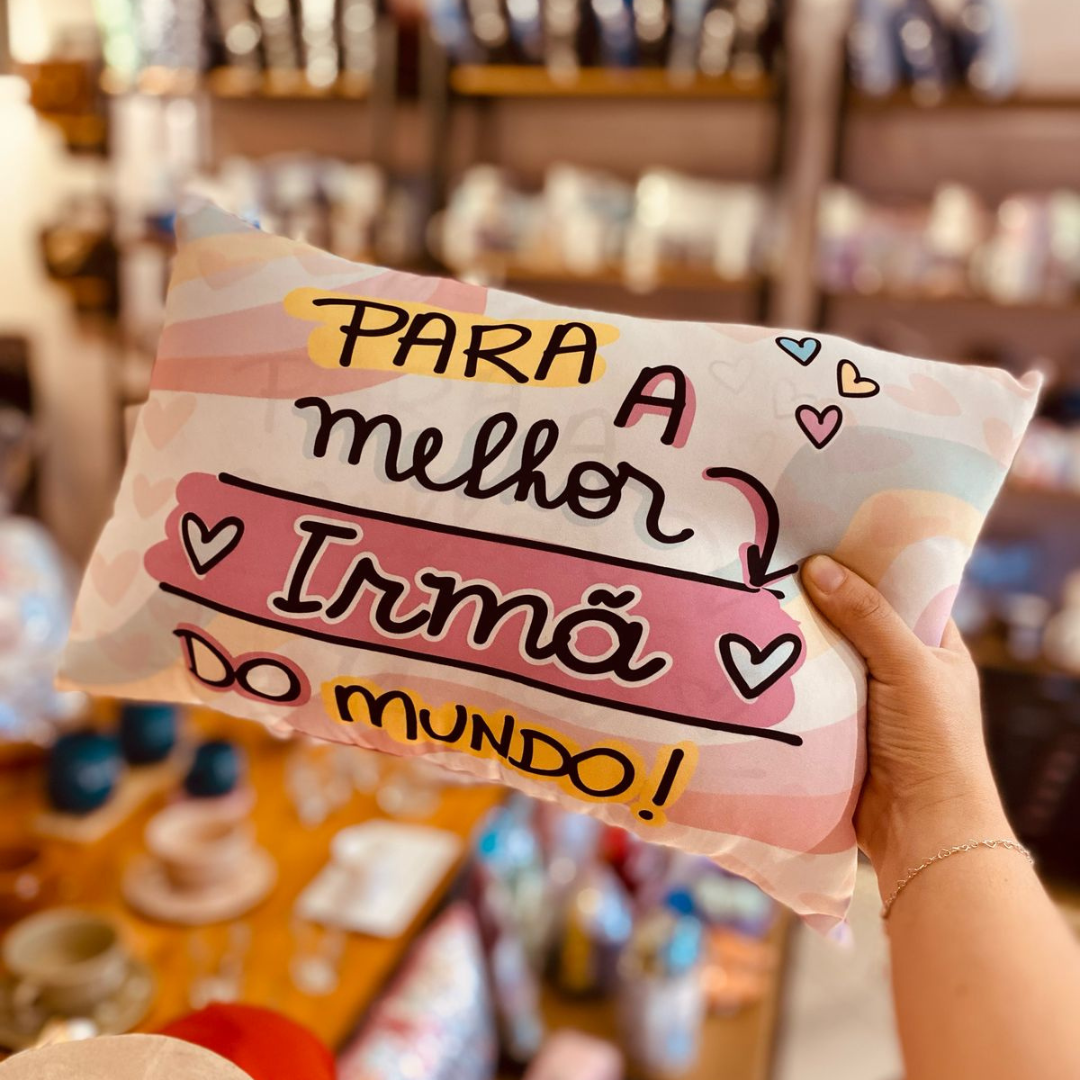 PARA A
melhor
Irmã
DO MUNDO!